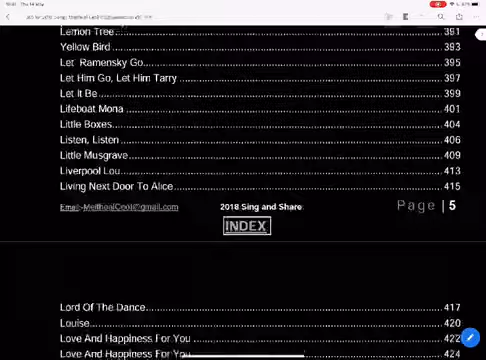 Lemon Tree 391
Yellow Bird 393
Let Ramensky Go 395
Let Him Go, Let Him Tarry 397
Let It Be 399
Lifeboat Mona 401
Little Boxes 404
Listen, Listen 406
Little Musgrave 409
Liverpool Lou 413
Living Next Door To Alice 415
2018 Sing and Share Page | 5
INDEX
Lord Of The Dance 417
Louise 420
Love And Happiness For You 422
Love And Happiness For You 424